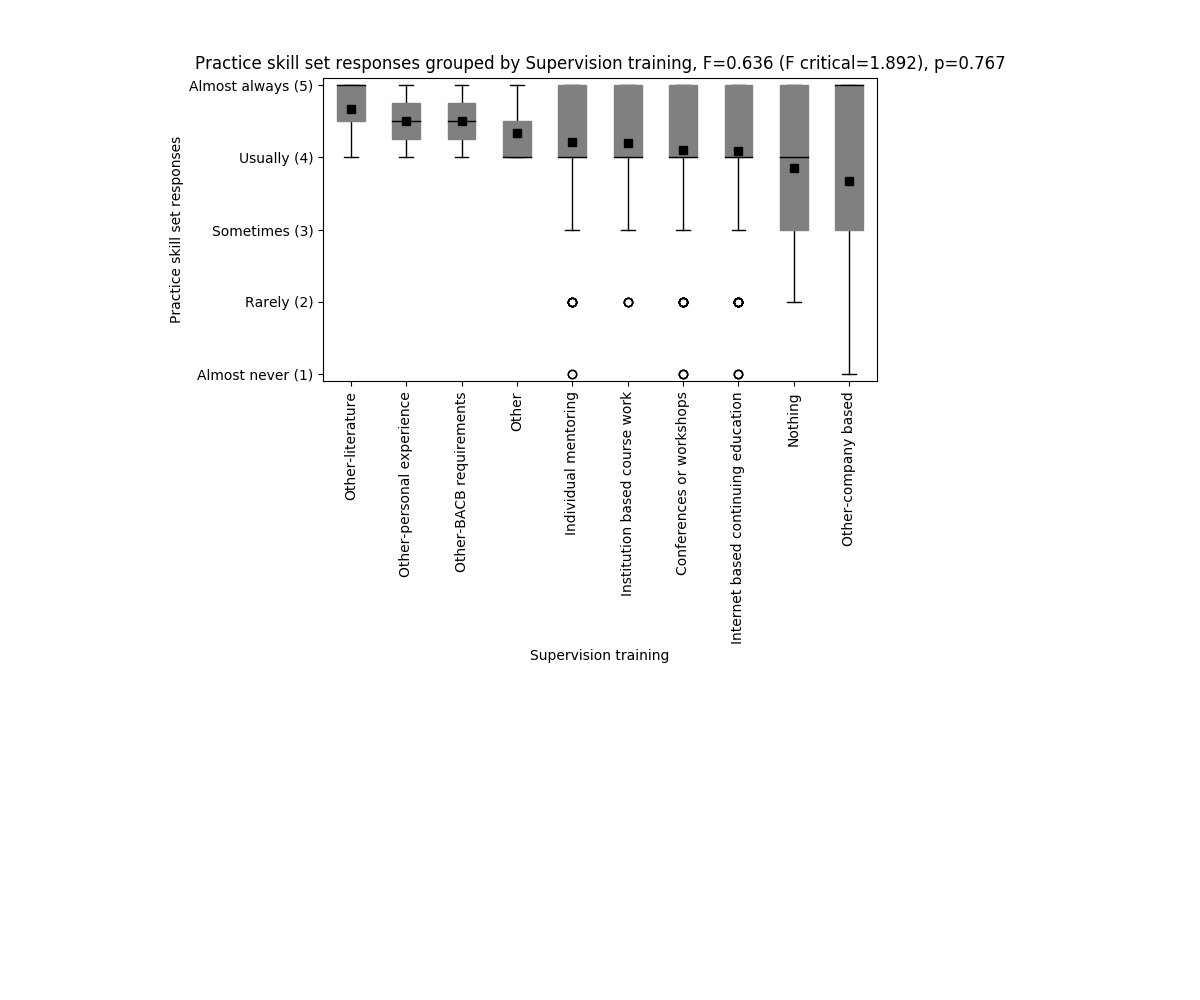 Practice skill set responses grouped by Supervision training, F=0.636 (F critical=1.892), p=0.767
Practice skill set responses
Almost always (5)
Usually (4)
Sometimes (3)
Rarely (2)
Almost never (1)
Other-literature
Other-personal experience
Other-BACB requirements
Other
Individual mentoring
Institution based course work
Conferences or workshops
Internet based continuing education
Nothing
Other-company based
Supervision training